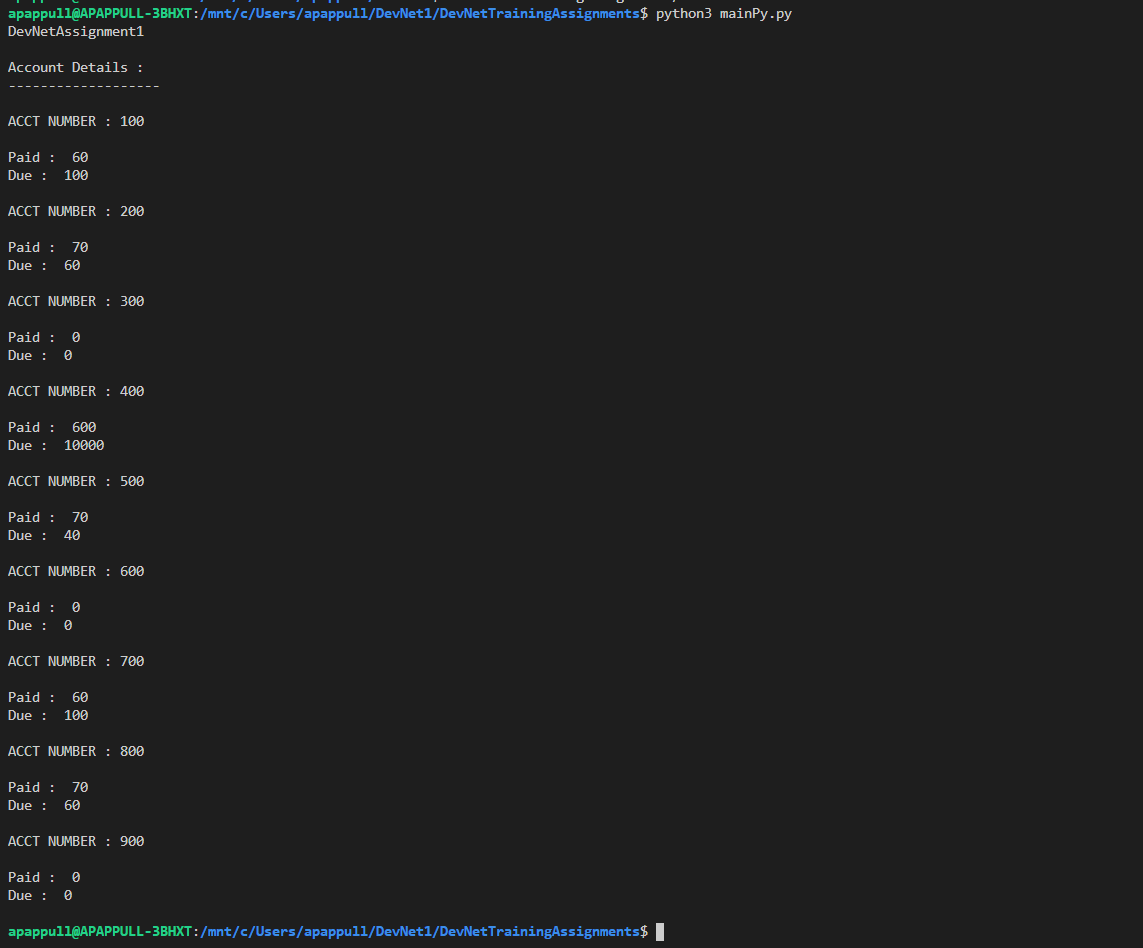 apappull@APAPPULL-3BHXT:/mnt/c/Users/apappull/DevNet1/DevNetTrainingAssignments$ python3 mainPy.py
DevNetAssignment1
Account Details :
-------------------
ACCT NUMBER : 100
Paid :  60
Due :  100
ACCT NUMBER : 200
Paid :  70
Due :  60
ACCT NUMBER : 300
Paid :  0
Due :  0
ACCT NUMBER : 400
Paid :  600
Due :  10000
ACCT NUMBER : 500
Paid :  70
Due :  40
ACCT NUMBER : 600
Paid :  0
Due :  0
ACCT NUMBER : 700
Paid :  60
Due :  100
ACCT NUMBER : 800
Paid :  70
Due :  60
ACCT NUMBER : 900
Paid :  0
Due :  0
apappull@APAPPULL-3BHXT:/mnt/c/Users/apappull/DevNet1/DevNetTrainingAssignments$